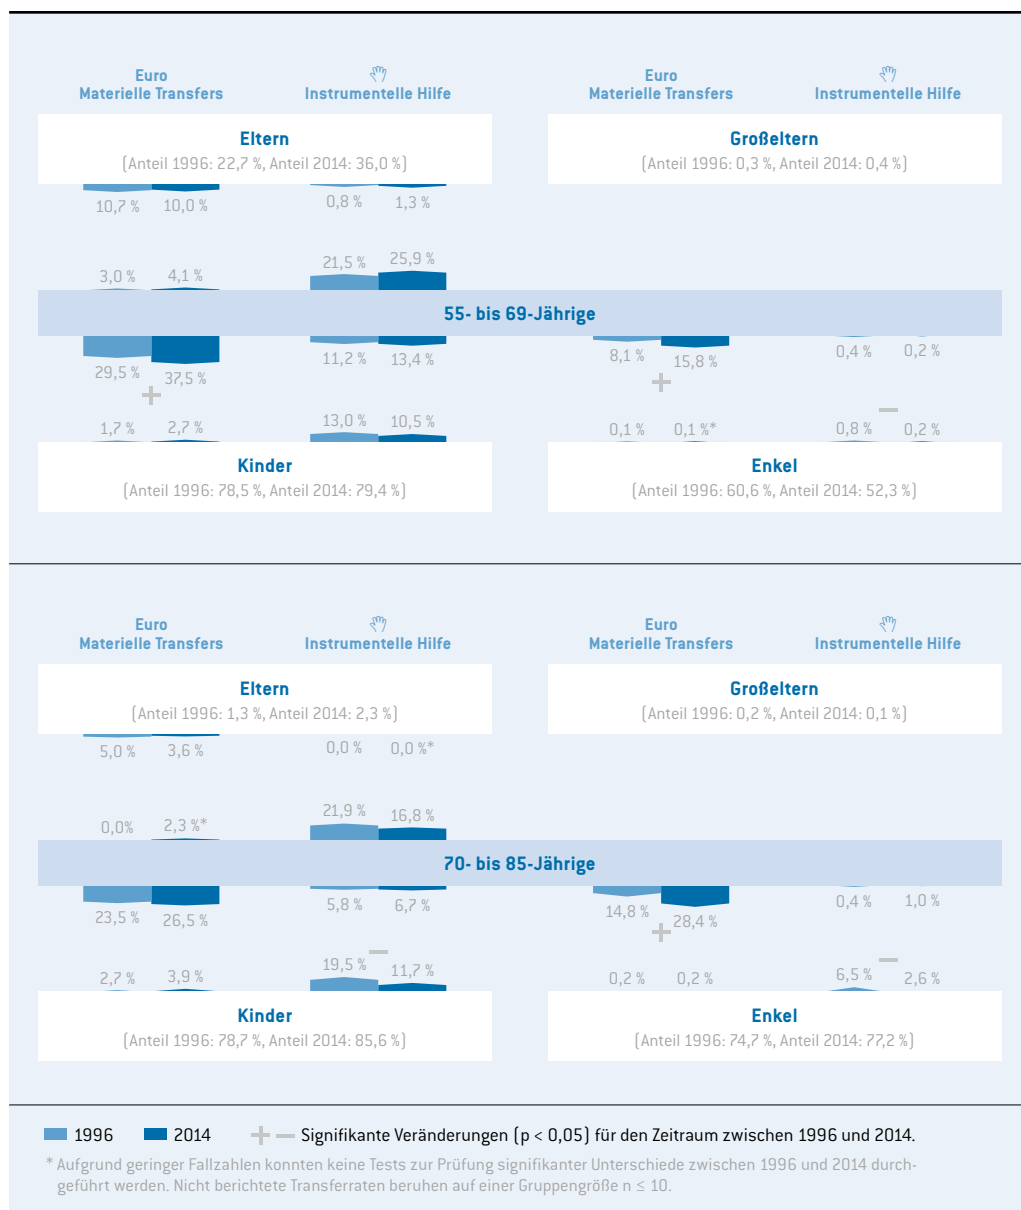 Euro
Materielle Transfers
Instrumentelle Hilfe
Euro
Materielle Transfers
Instrumentelle Hilfe
Eltern
(Anteil 1996: 22,7 %, Anteil 2014: 36,0 %)
Großeltern
(Anteil 1996: 0,3 %, Anteil 2014: 0,4 %)
10,7 % 10,0 % 0,8 % 1,3 %
3,0 % 4,1 % 21,5 % 25,9 %
55- bis 69-Jährige
29,5 % 37,5 % 11,2 % 13,4 % 8,1 % 15,8 % 0,4 % 0,2 %
+ + −
1,7 % 2,7 % 13,0 % 10,5 % 0,1 % 0,1 %* 0,8 % 0,2 %
Kinder
(Anteil 1996: 78,5 %, Anteil 2014: 79,4 %)
Enkel
(Anteil 1996: 60,6 %, Anteil 2014: 52,3 %)
Euro
Materielle Transfers
Instrumentelle Hilfe
Euro
Materielle Transfers
Instrumentelle Hilfe
Eltern
(Anteil 1996: 1,3 %, Anteil 2014: 2,3 %)
Großeltern
(Anteil 1996: 0,2 %, Anteil 2014: 0,1 %)
5,0 % 3,6 % 0,0 % 0,0 %*
0,0% 2,3 %* 21,9 % 16,8 %
70- bis 85-Jährige
23,5 % 26,5 % 5,8 % 6,7 % 14,8 % 28,4 % 0,4 % 1,0 %
− + −
2,7 % 3,9 % 19,5 % 11,7 % 0,2 % 0,2 % 6,5 % 2,6 %
Kinder
(Anteil 1996: 78,7 %, Anteil 2014: 85,6 %)
Enkel
(Anteil 1996: 74,7 %, Anteil 2014: 77,2 %)
1996 2014 + − Signifikante Veränderungen (p < 0,05) für den Zeitraum zwischen 1996 und 2014.
* Aufgrund geringer Fallzahlen konnten keine Tests zur Prüfung signifikanter Unterschiede zwischen 1996 und 2014 durch-
geführt werden. Nicht berichtete Transferraten beruhen auf einer Gruppengröße n ≤ 10.